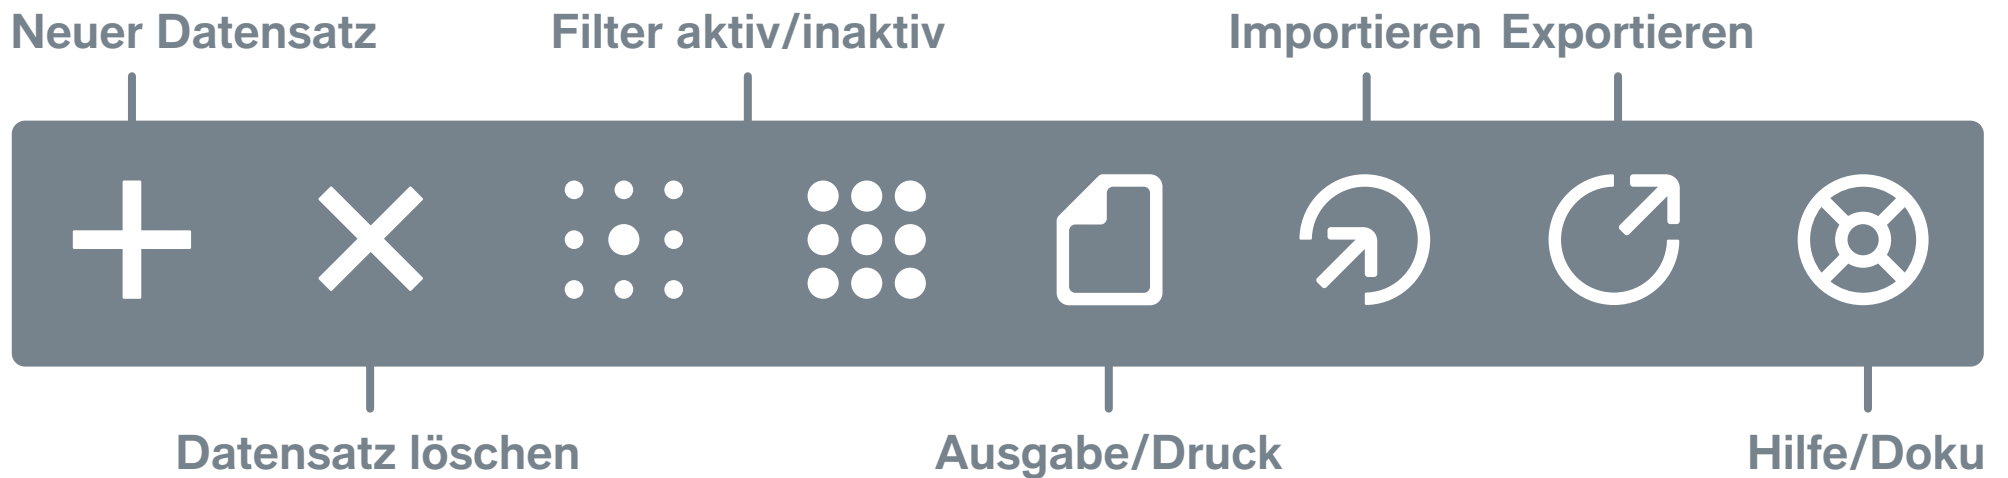 Neuer Datensatz
Filter aktiv/inaktiv
Importieren
Exportieren
Datensatz löschen
Ausgabe/Druck
Hilfe/Doku